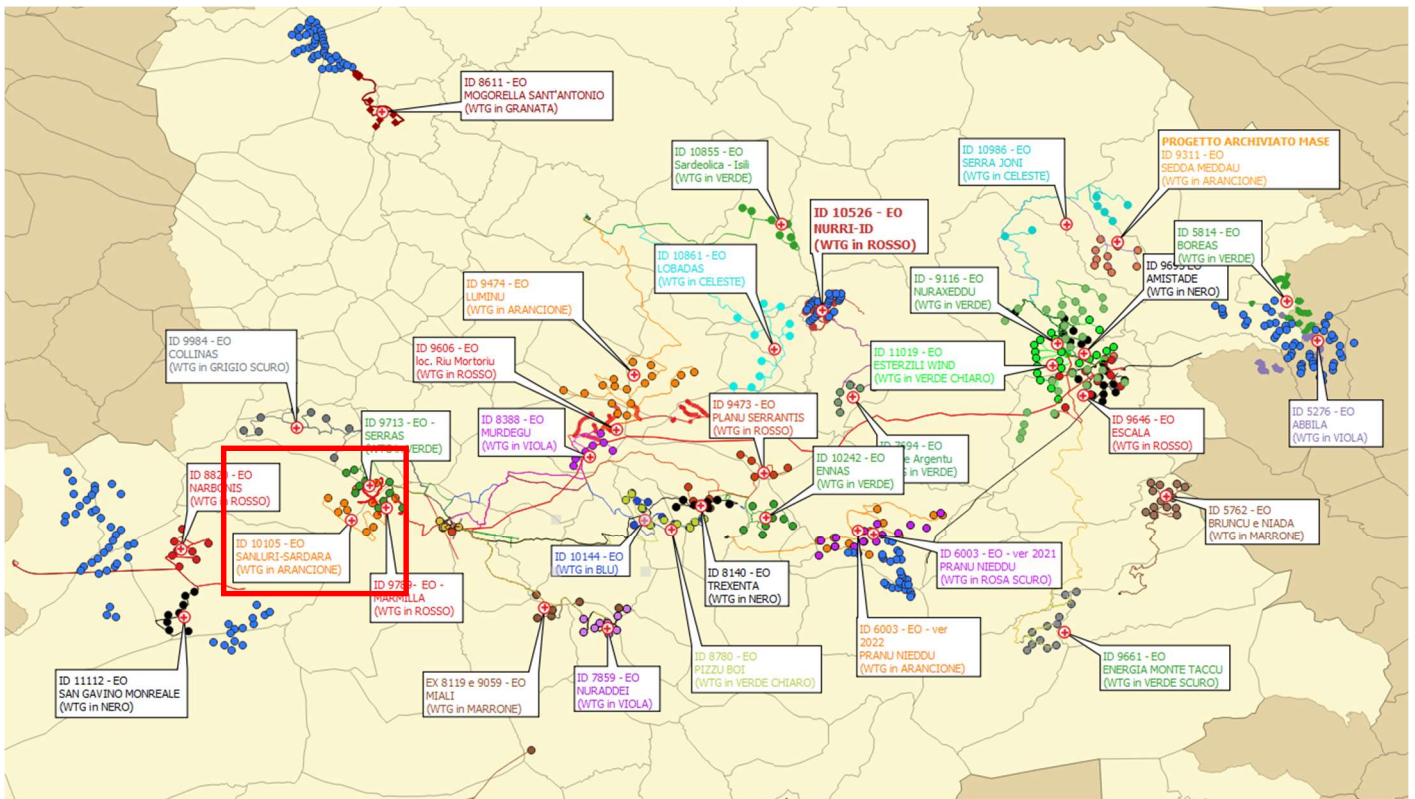 ID 8611 - EO
MOGORELLA SANT'ANTONIO
(WTG in GRANATA)
ID 10855 - EO
Sardeolica - Isili
(WTG in VERDE)
ID 10986 - EO
SERRA JONI
(WTG in CELESTE)
PROGETTO ARCHIVIATO MASE
ID 9311 - EO
SEDDA MEDDAU
(WTG in ARANCIONE)
ID 10526 - EO
NURRI-ID
(WTG in ROSSO)
ID 5814 - EO
BOREAS
(WTG in VERDE)
ID 10861 - EO
LOBADAS
(WTG in CELESTE)
AMISTADE
(WTG in NERO)
ID - 9116 - EO
NURAXEDDU
(WTG in VERDE)
ID 9474 - EO
LUMINU
(WTG in ARANCIONE)
ID 9984 - EO
COLLINAS
(WTG in GRIGIO SCURO)
ID 9606 - EO
loc. Riu Mortoriu
(WTG in ROSSO)
ID 11019 - EO
ESTERZILI WIND
(WTG in VERDE CHIARO)
ID 9473 - EO
PLANU SERRANTIS
(WTG in ROSSO)
ID 5276 - EO
ABBILA
(WTG in VIOLA)
ID 9646 - EO
ESCALA
(WTG in ROSSO)
ID 9713 - EO -
SERRAS
VERDE)
ID 8388 - EO
MURDEGU
(WTG in VIOLA)
Argentu
in VERDE)
ID 10242 - EO
ENNAS
(WTG in VERDE)
- EO
NARBONIS
(WTG in ROSSO)
ID 5762 - EO
BRUNCU e NIADA
(WTG in MARRONE)
ID 10105 - EO
SANLURI-SARDARA
(WTG in ARANCIONE)
ID 10144 - EO
(WTG in BLU)
ID 6003 - EO - ver 2021
PRANU NIEDDU
(WTG in ROSA SCURO)
ID 8140 - EO
TREXENTA
(WTG in NERO)
- EO -
MARMILLA
(WTG in ROSSO)
ID 6003 - EO - ver
2022
PRANU NIEDDU
(WTG in ARANCIONE)
ID 8780 - EO
PIZZU BOI
(WTG in VERDE CHIARO)
ID 9661 - EO
ENERGIA MONTE TACCU
(WTG in VERDE SCURO)
ID 11112 - EO
SAN GAVINO MONREALE
(WTG in NERO)
EX 8119 e 9059 - EO
MIALI
(WTG in MARRONE)
ID 7859 - EO
NURADDEI
(WTG in VIOLA)